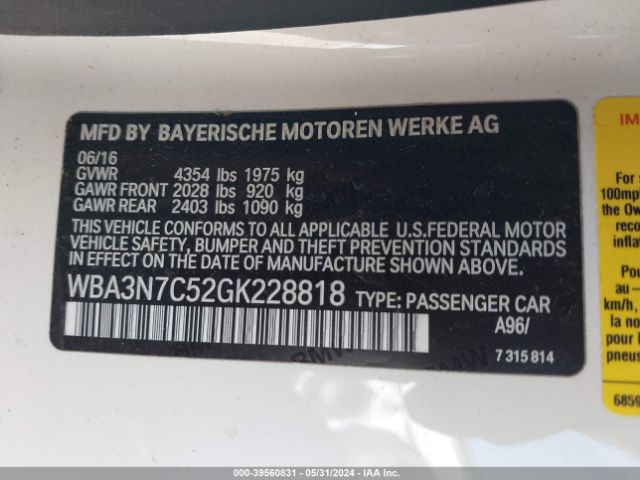 MFD BY BAYERISCHE MOTOREN WERKE AG
06/16
GVWR 4354 lbs 1975 kg
GAWR FRONT 2028 lbs 920 kg
GAWR REAR 2403 lbs 1090 kg
THIS VEHICLE CONFORMS TO ALL APPLICABLE U.S.FEDERAL MOTOR
VEHICLE SAFETY, BUMPER AND THEFT PREVENTION STANDARDS
IN EFFECT ON THE DATE OF MANUFACTURE SHOWN ABOVE.
WBA3N7C52GK228818 TYPE: PASSENGER CAR
A96/
7 315 814
BMW
IM
For
100mp
the Ow
reco
inflat
Pou
au —
km/h,
la no
pour
pneus
6859
000-39560831 - 05/31/2024 - IAAI.com